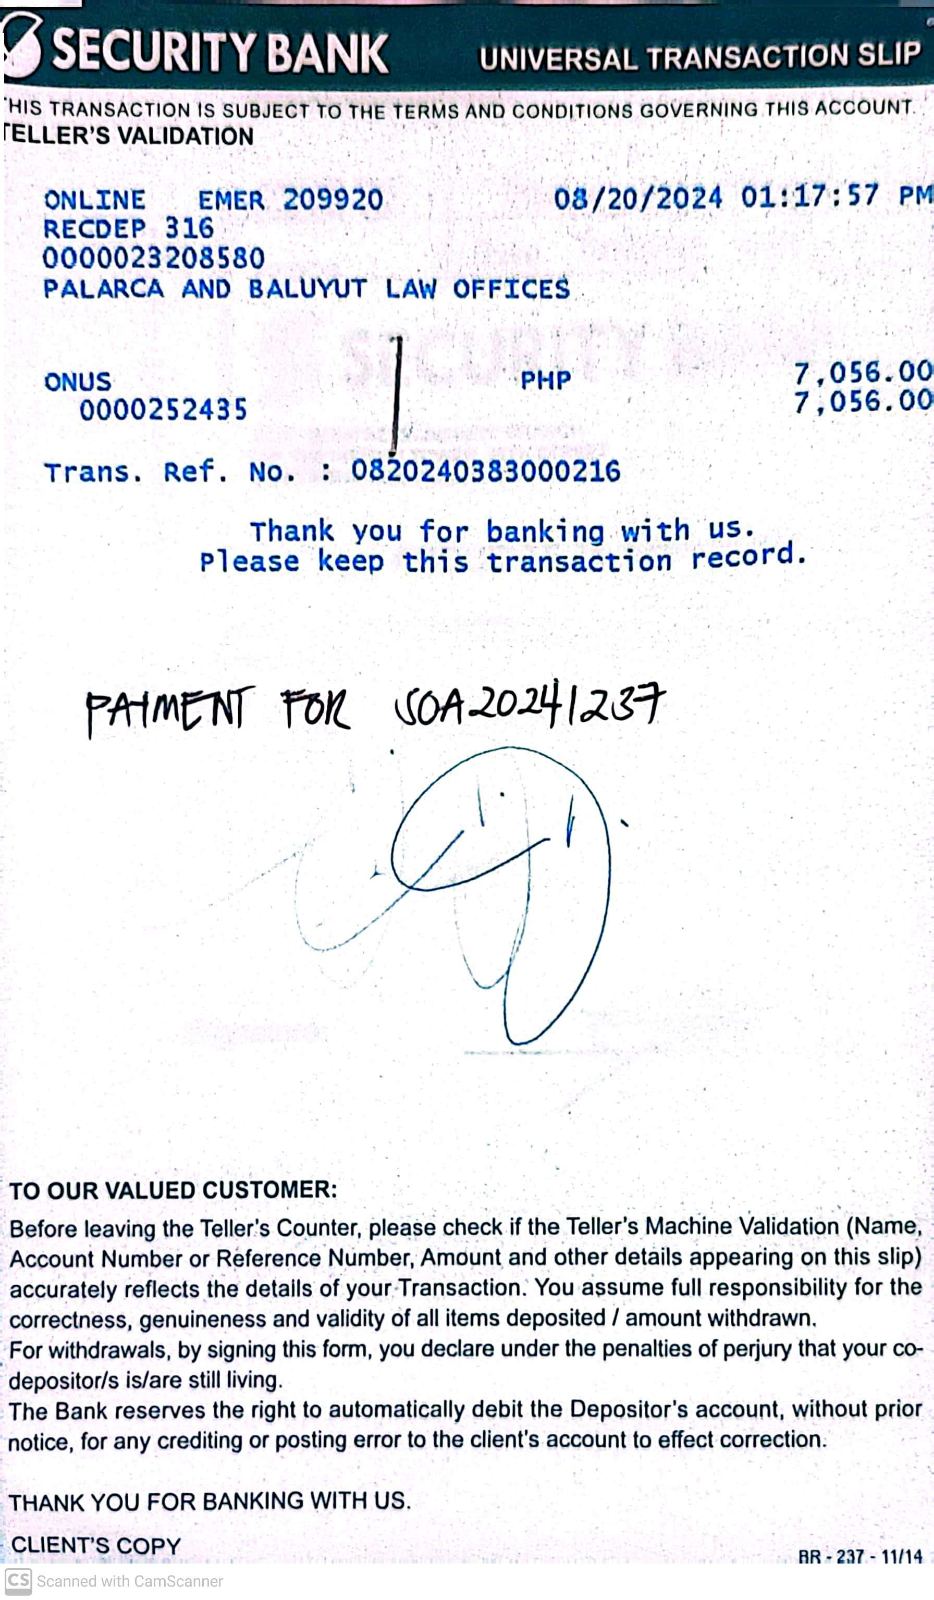 SECURITY BANK UNIVERSAL TRANSACTION SLIP
THIS TRANSACTION IS SUBJECT TO THE TERMS AND CONDITIONS GOVERNING THIS ACCOUNT.
TELLER'S VALIDATION
ONLINE EMER 209920 08/20/2024 01:17:57 PM
RECDEP 316
0000023208580
PALARCA AND BALUYUT LAW OFFICES
ONUS PHP 7,056.00
0000252435 7,056.00
Trans. Ref. No. : 0820240383000216
Thank you for banking with us.
Please keep this transaction record.
PAYMENT FOR SOA20241237
TO OUR VALUED CUSTOMER:
Before leaving the Teller's Counter, please check if the Teller's Machine Validation (Name,
Account Number or Reference Number, Amount and other details appearing on this slip)
accurately reflects the details of your Transaction. You assume full responsibility for the
correctness, genuineness and validity of all items deposited / amount withdrawn.
For withdrawals, by signing this form, you declare under the penalties of perjury that your co-
depositor/s is/are still living.
The Bank reserves the right to automatically debit the Depositor's account, without prior
notice, for any crediting or posting error to the client's account to effect correction.
THANK YOU FOR BANKING WITH US.
CLIENT'S COPY BR - 237 - 11/14
CS Scanned with CamScanner